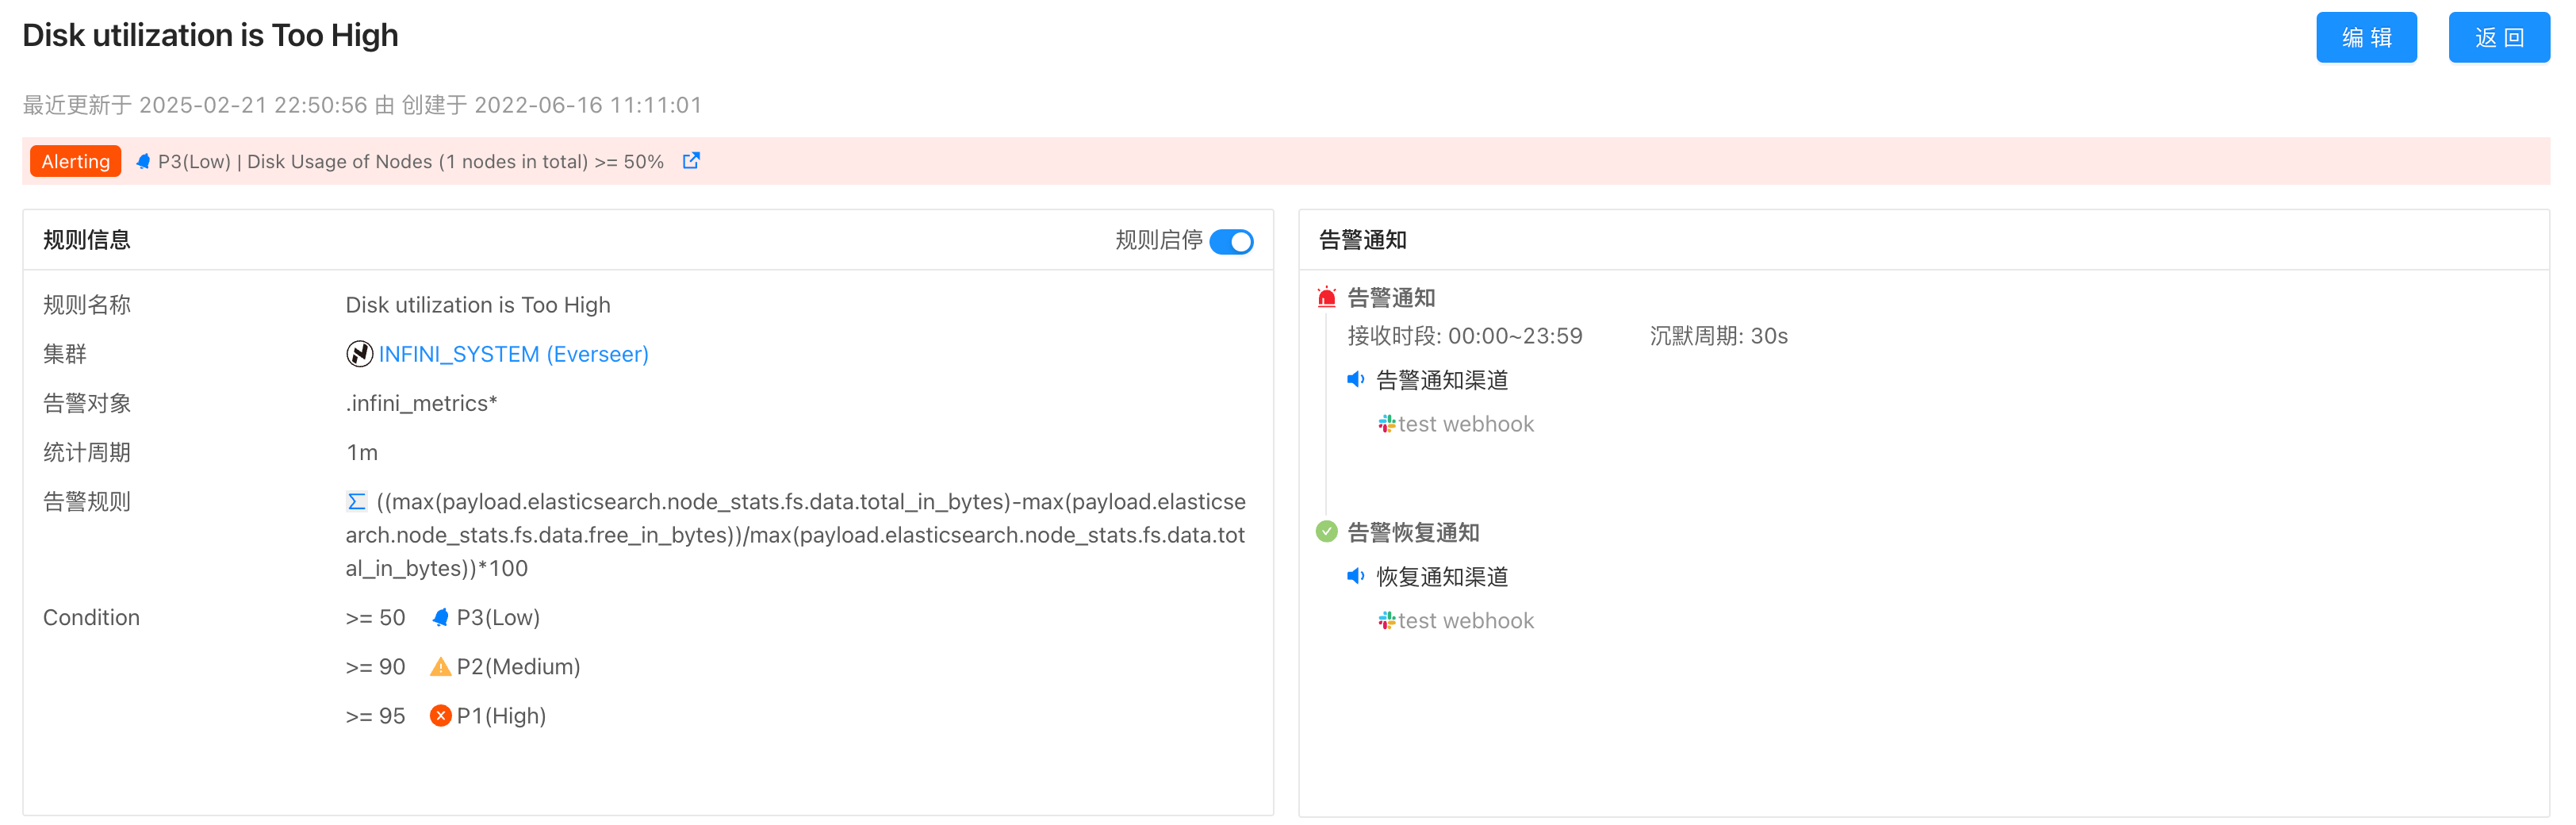 Disk utilization is Too High
编 辑
返 回
最近更新于 2025-02-21 22:50:56 由 创建于 2022-06-16 11:11:01
Alerting P3(Low) | Disk Usage of Nodes (1 nodes in total) >= 50%
规则信息
规则启停
规则名称 Disk utilization is Too High
集群 INFINI_SYSTEM (Everseer)
告警对象 .infini_metrics*
统计周期 1m
告警规则 ∑ ((max(payload.elasticsearch.node_stats.fs.data.total_in_bytes)-max(payload.elasticse
arch.node_stats.fs.data.free_in_bytes))/max(payload.elasticsearch.node_stats.fs.data.tot
al_in_bytes))*100
Condition >= 50 P3(Low)
>= 90 P2(Medium)
>= 95 P1(High)
告警通知
告警通知
接收时段: 00:00~23:59 沉默周期: 30s
告警通知渠道
test webhook
告警恢复通知
恢复通知渠道
test webhook